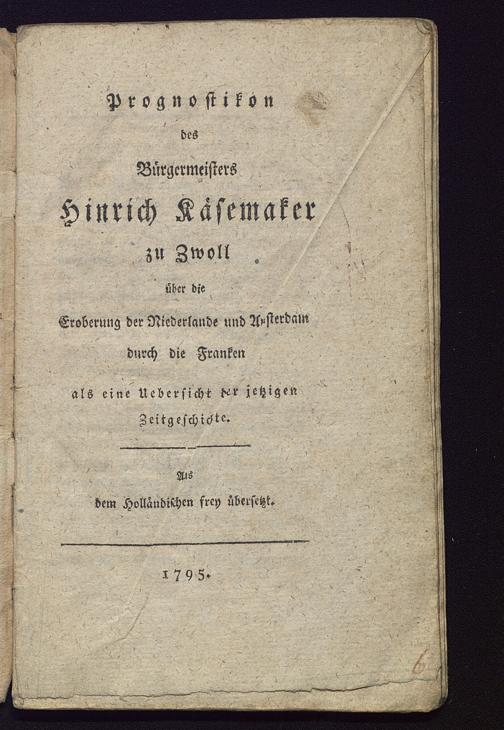 Prognostikon
des
Bürgermeisters
Hinrich Käsemaker
zu Zwoll
über die
Eroberung der Niederlande und Amsterdam
durch die Franken
als eine Uebersicht der jetzigen
Zeitgeschichte.
Aus
dem Holländischen frey übersetzt.
1795.
6